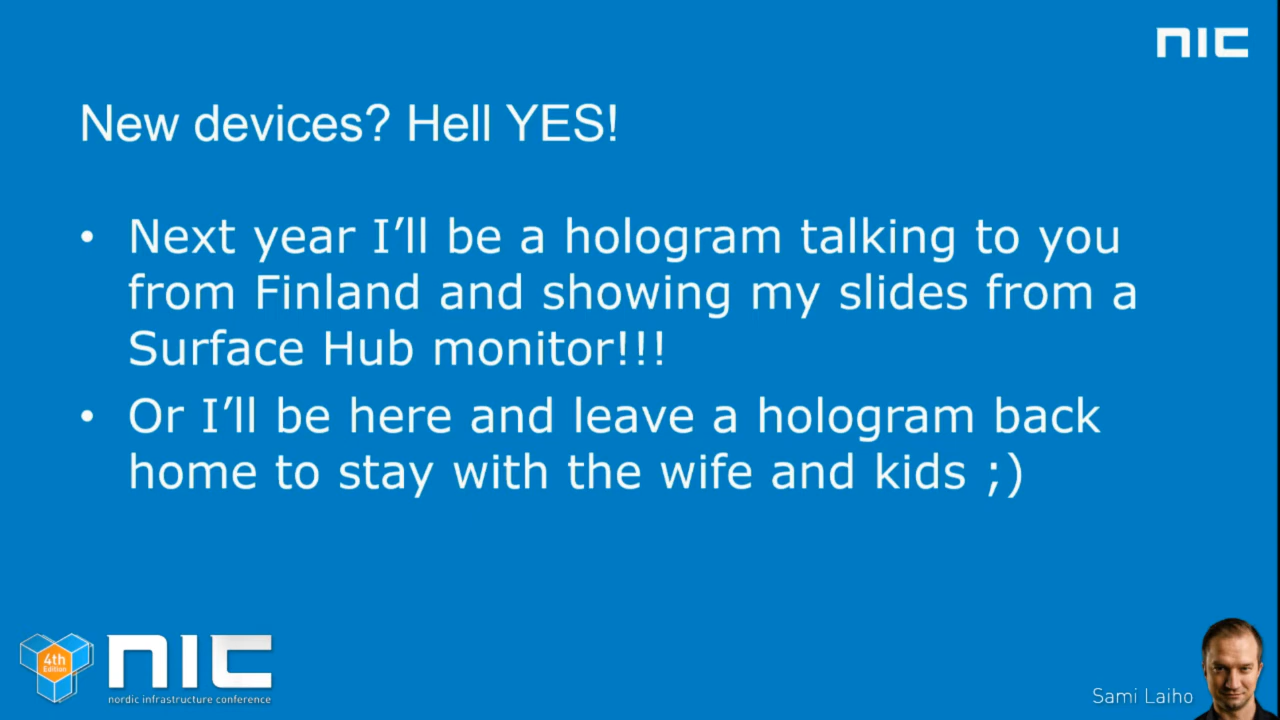 NIC
New devices? Hell YES!
• Next year I’ll be a hologram talking to you
from Finland and showing my slides from a
Surface Hub monitor!!!
• Or I’ll be here and leave a hologram back
home to stay with the wife and kids ;)
4th
Edition
NIC
nordic infrastructure conference
Sami Laiho